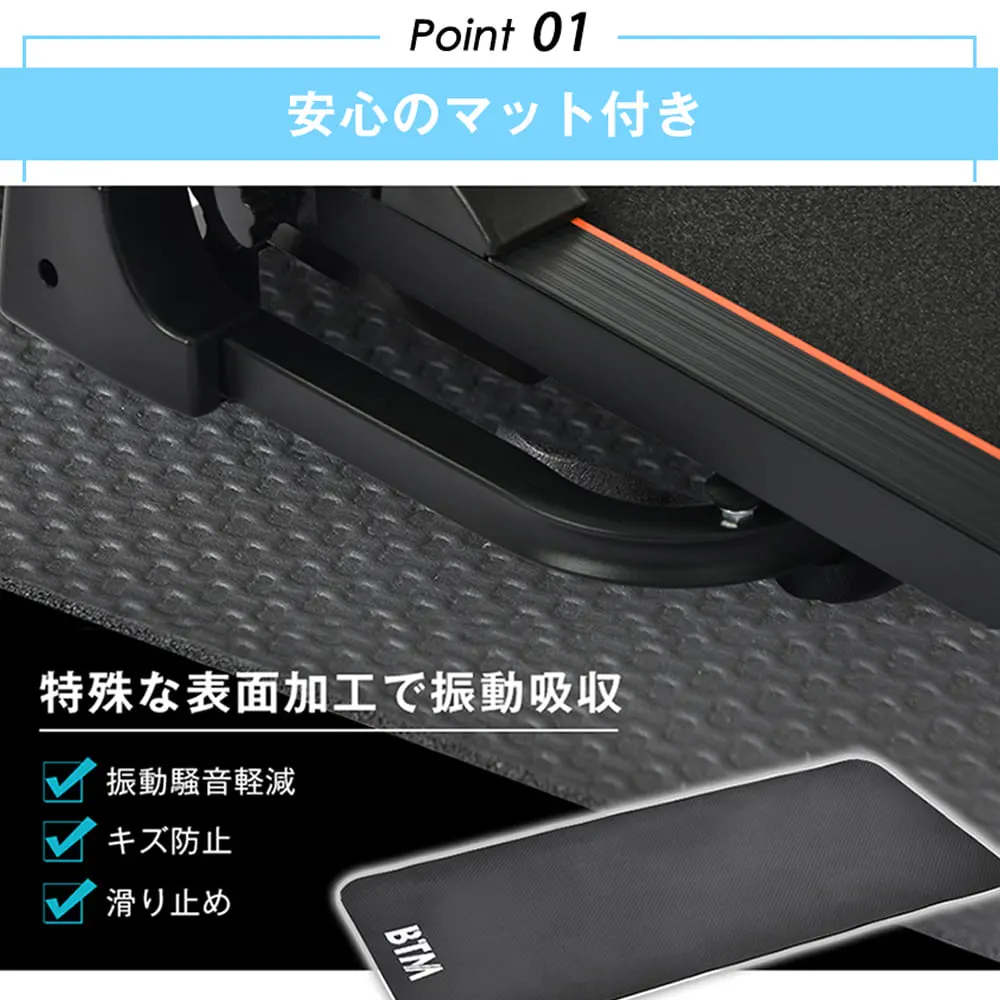 Point 01
安心のマット付き
特殊な表面加工で振動吸収
振動騒音軽減
キズ防止
滑り止め
BTM